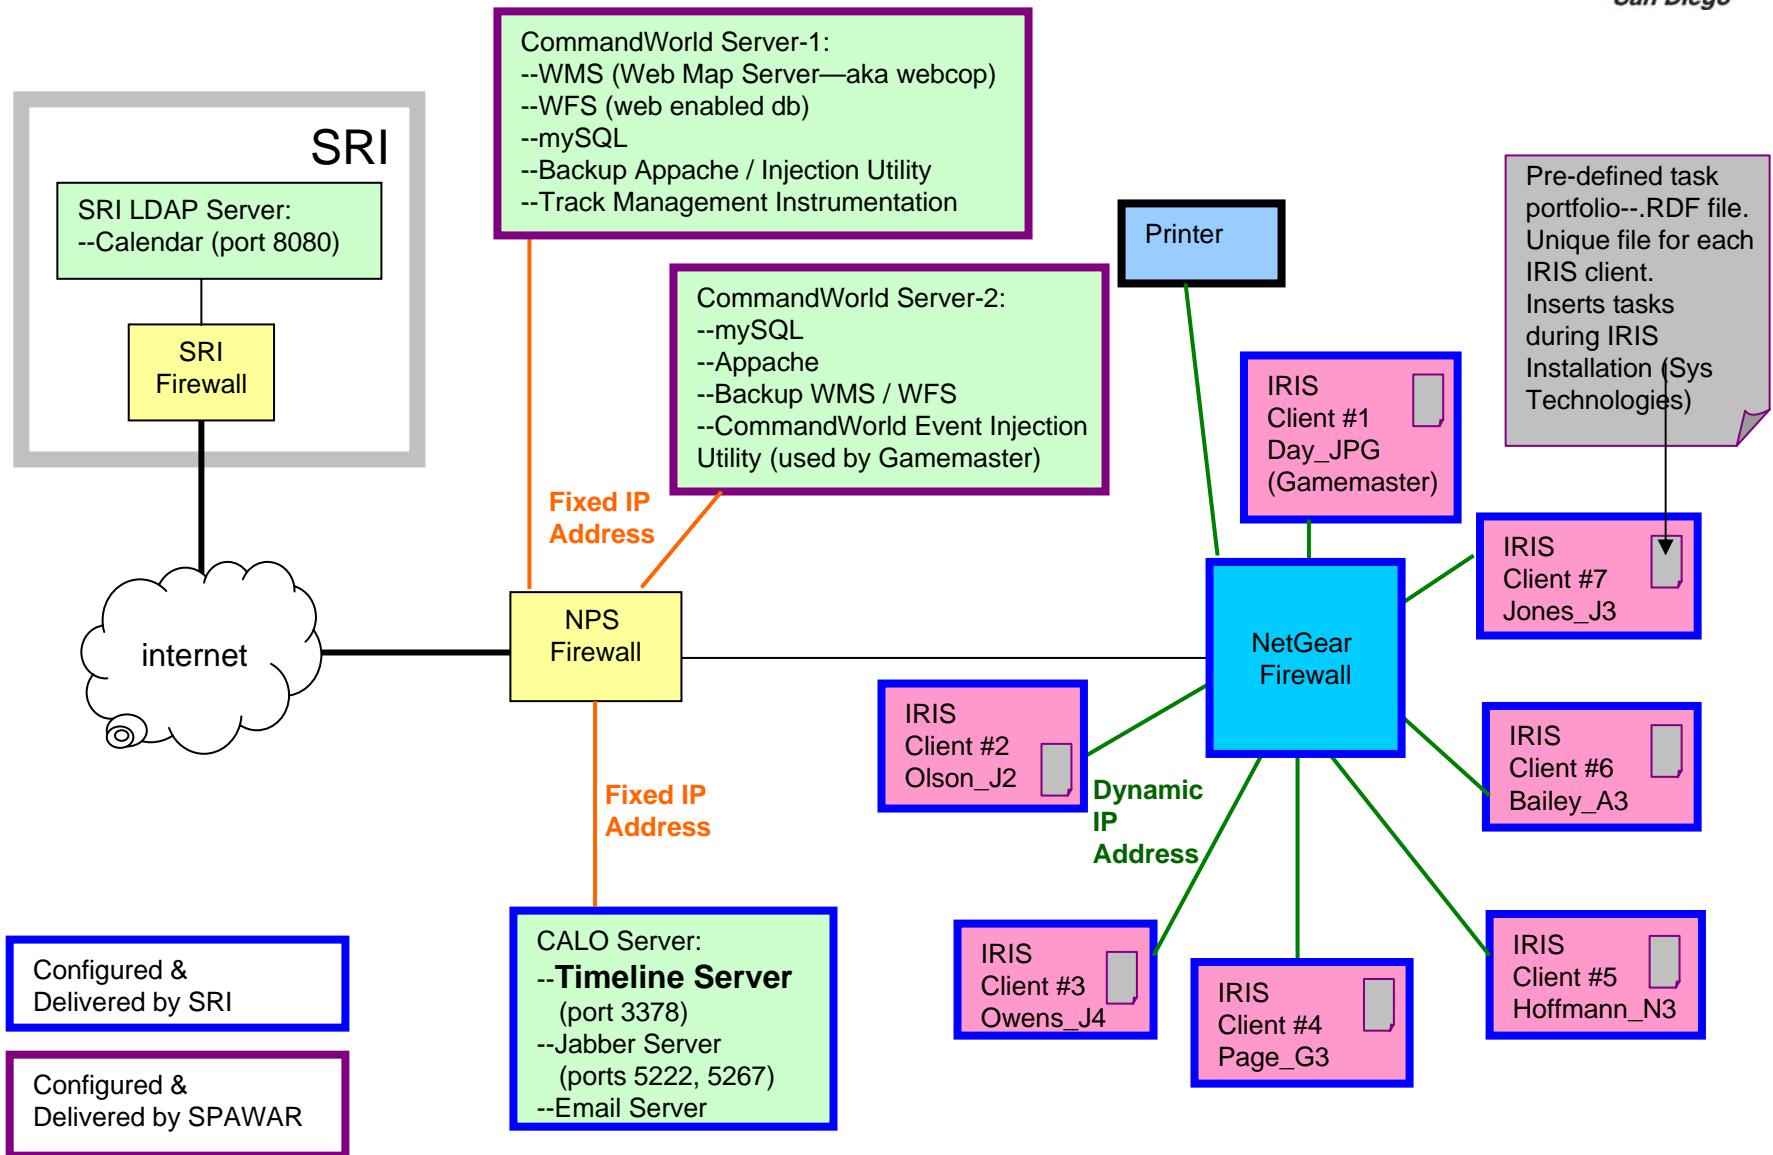 San Diego
CommandWorld Server-1:
--WMS (Web Map Server—aka webcop)
--WFS (web enabled db)
--mySQL
--Backup Appache / Injection Utility
--Track Management Instrumentation
SRI
SRI LDAP Server:
--Calendar (port 8080)
SRI
Firewall
Printer
Pre-defined task
portfolio--.RDF file.
Unique file for each
IRIS client.
Inserts tasks
during IRIS
Installation (Sys
Technologies)
CommandWorld Server-2:
--mySQL
--Appache
--Backup WMS / WFS
--CommandWorld Event Injection
Utility (used by Gamemaster)
IRIS
Client #1
Day_JPG
(Gamemaster)
Fixed IP
Address
IRIS
Client #7
Jones_J3
internet
NPS
Firewall
NetGear
Firewall
IRIS
Client #2
Olson_J2
IRIS
Client #6
Bailey_A3
Fixed IP
Address
Dynamic
IP
Address
CALO Server:
--Timeline Server
(port 3378)
--Jabber Server
(ports 5222, 5267)
--Email Server
IRIS
Client #3
Owens_J4
IRIS
Client #4
Page_G3
IRIS
Client #5
Hoffmann_N3
Configured &
Delivered by SRI
Configured &
Delivered by SPAWAR